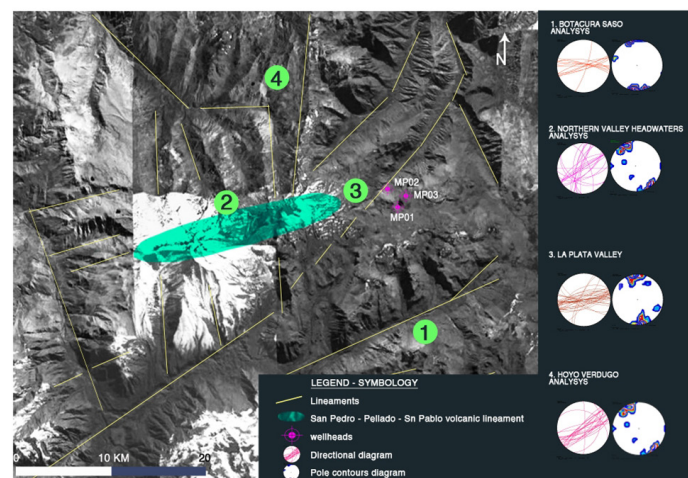 1. BOTACURA SASO
ANALYSYS
2. NORTHERN VALLEY HEADWATERS
ANALYSIS
3. LA PLATA VALLEY
4. HOYO VERDUGO
ANALYSIS
4
N
2
3
MP02
MP03
MP01
1
LEGEND - SYMBOLOGY
Lineaments
San Pedro - Pellado - Sn Pablo volcanic lineament
wellheads
Directional diagram
Pole contours diagram
0 10 KM 20